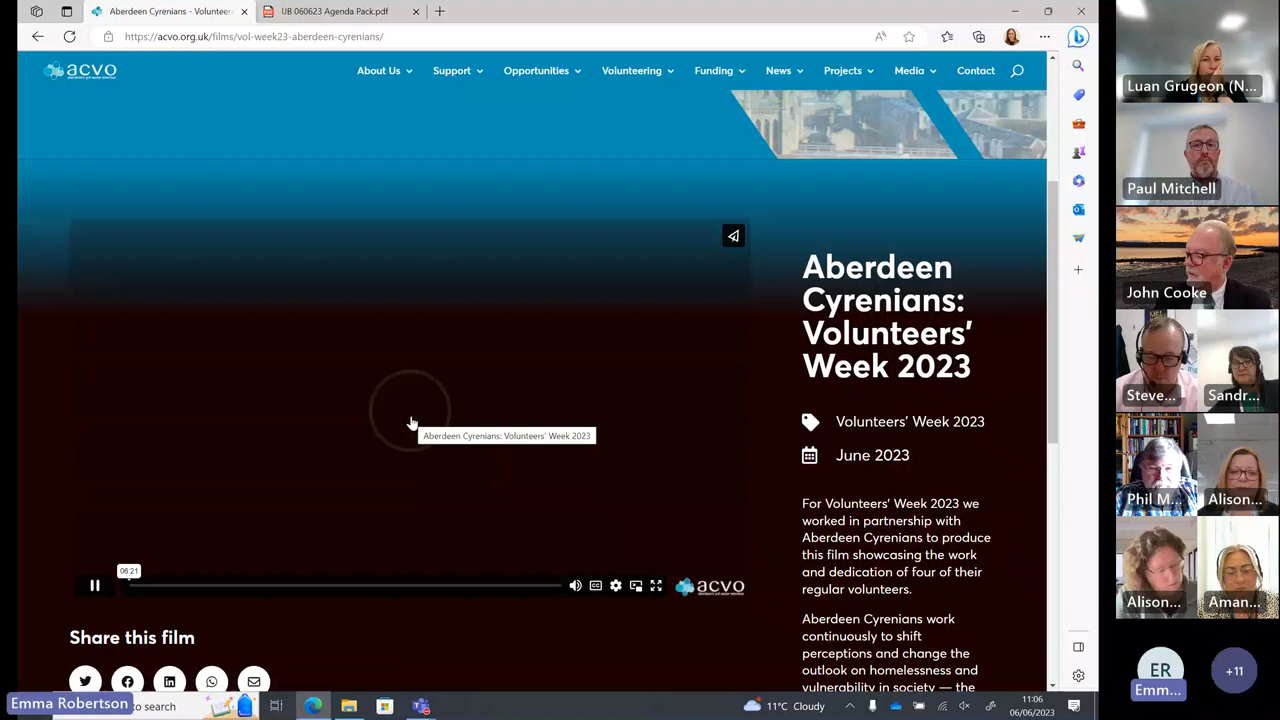 Aberdeen Cyrenians - Volunteer
IJB 060623 Agenda Pack.pdf
https://acvo.org.uk/films/vol-week23-aberdeen-cyrenians/
acvo
About Us
Support
Opportunities
Volunteering
Funding
News
Projects
Media
Contact
Aberdeen
Cyrenians:
Volunteers'
Week 2023
Volunteers' Week 2023
June 2023
Aberdeen Cyrenians: Volunteers' Week 2023
For Volunteers' Week 2023 we
worked in partnership with
Aberdeen Cyrenians to produce
this film showcasing the work
and dedication of four of their
regular volunteers.
Aberdeen Cyrenians work
continuously to shift
perceptions and change the
outlook on homelessness and
vulnerability in society — the
06:21
CC
acvo
Share this film
Emma Robertson
to search
11°C Cloudy
11:06
06/06/2023
Luan Grugeon (N...
Paul Mitchell
John Cooke
Steve...
Sandr...
Phil M...
Alison...
Alison...
Aman...
ER
Emm...
+11